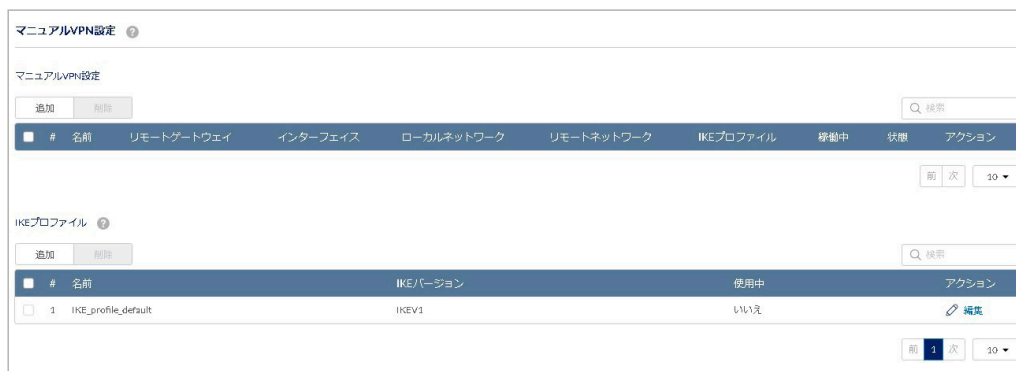 マニュアルVPN設定 ?
マニュアルVPN設定
追加 削除 検索
# 名前 リモートゲートウェイ インターフェイス ローカルネットワーク リモートネットワーク IKEプロファイル 稼働中 状態 アクション
前 次 10
IKEプロファイル ?
追加 削除 検索
# 名前 IKEバージョン 使用中 アクション
1 IKE_profile_default IKEV1 いいえ 編集
前 1 次 10